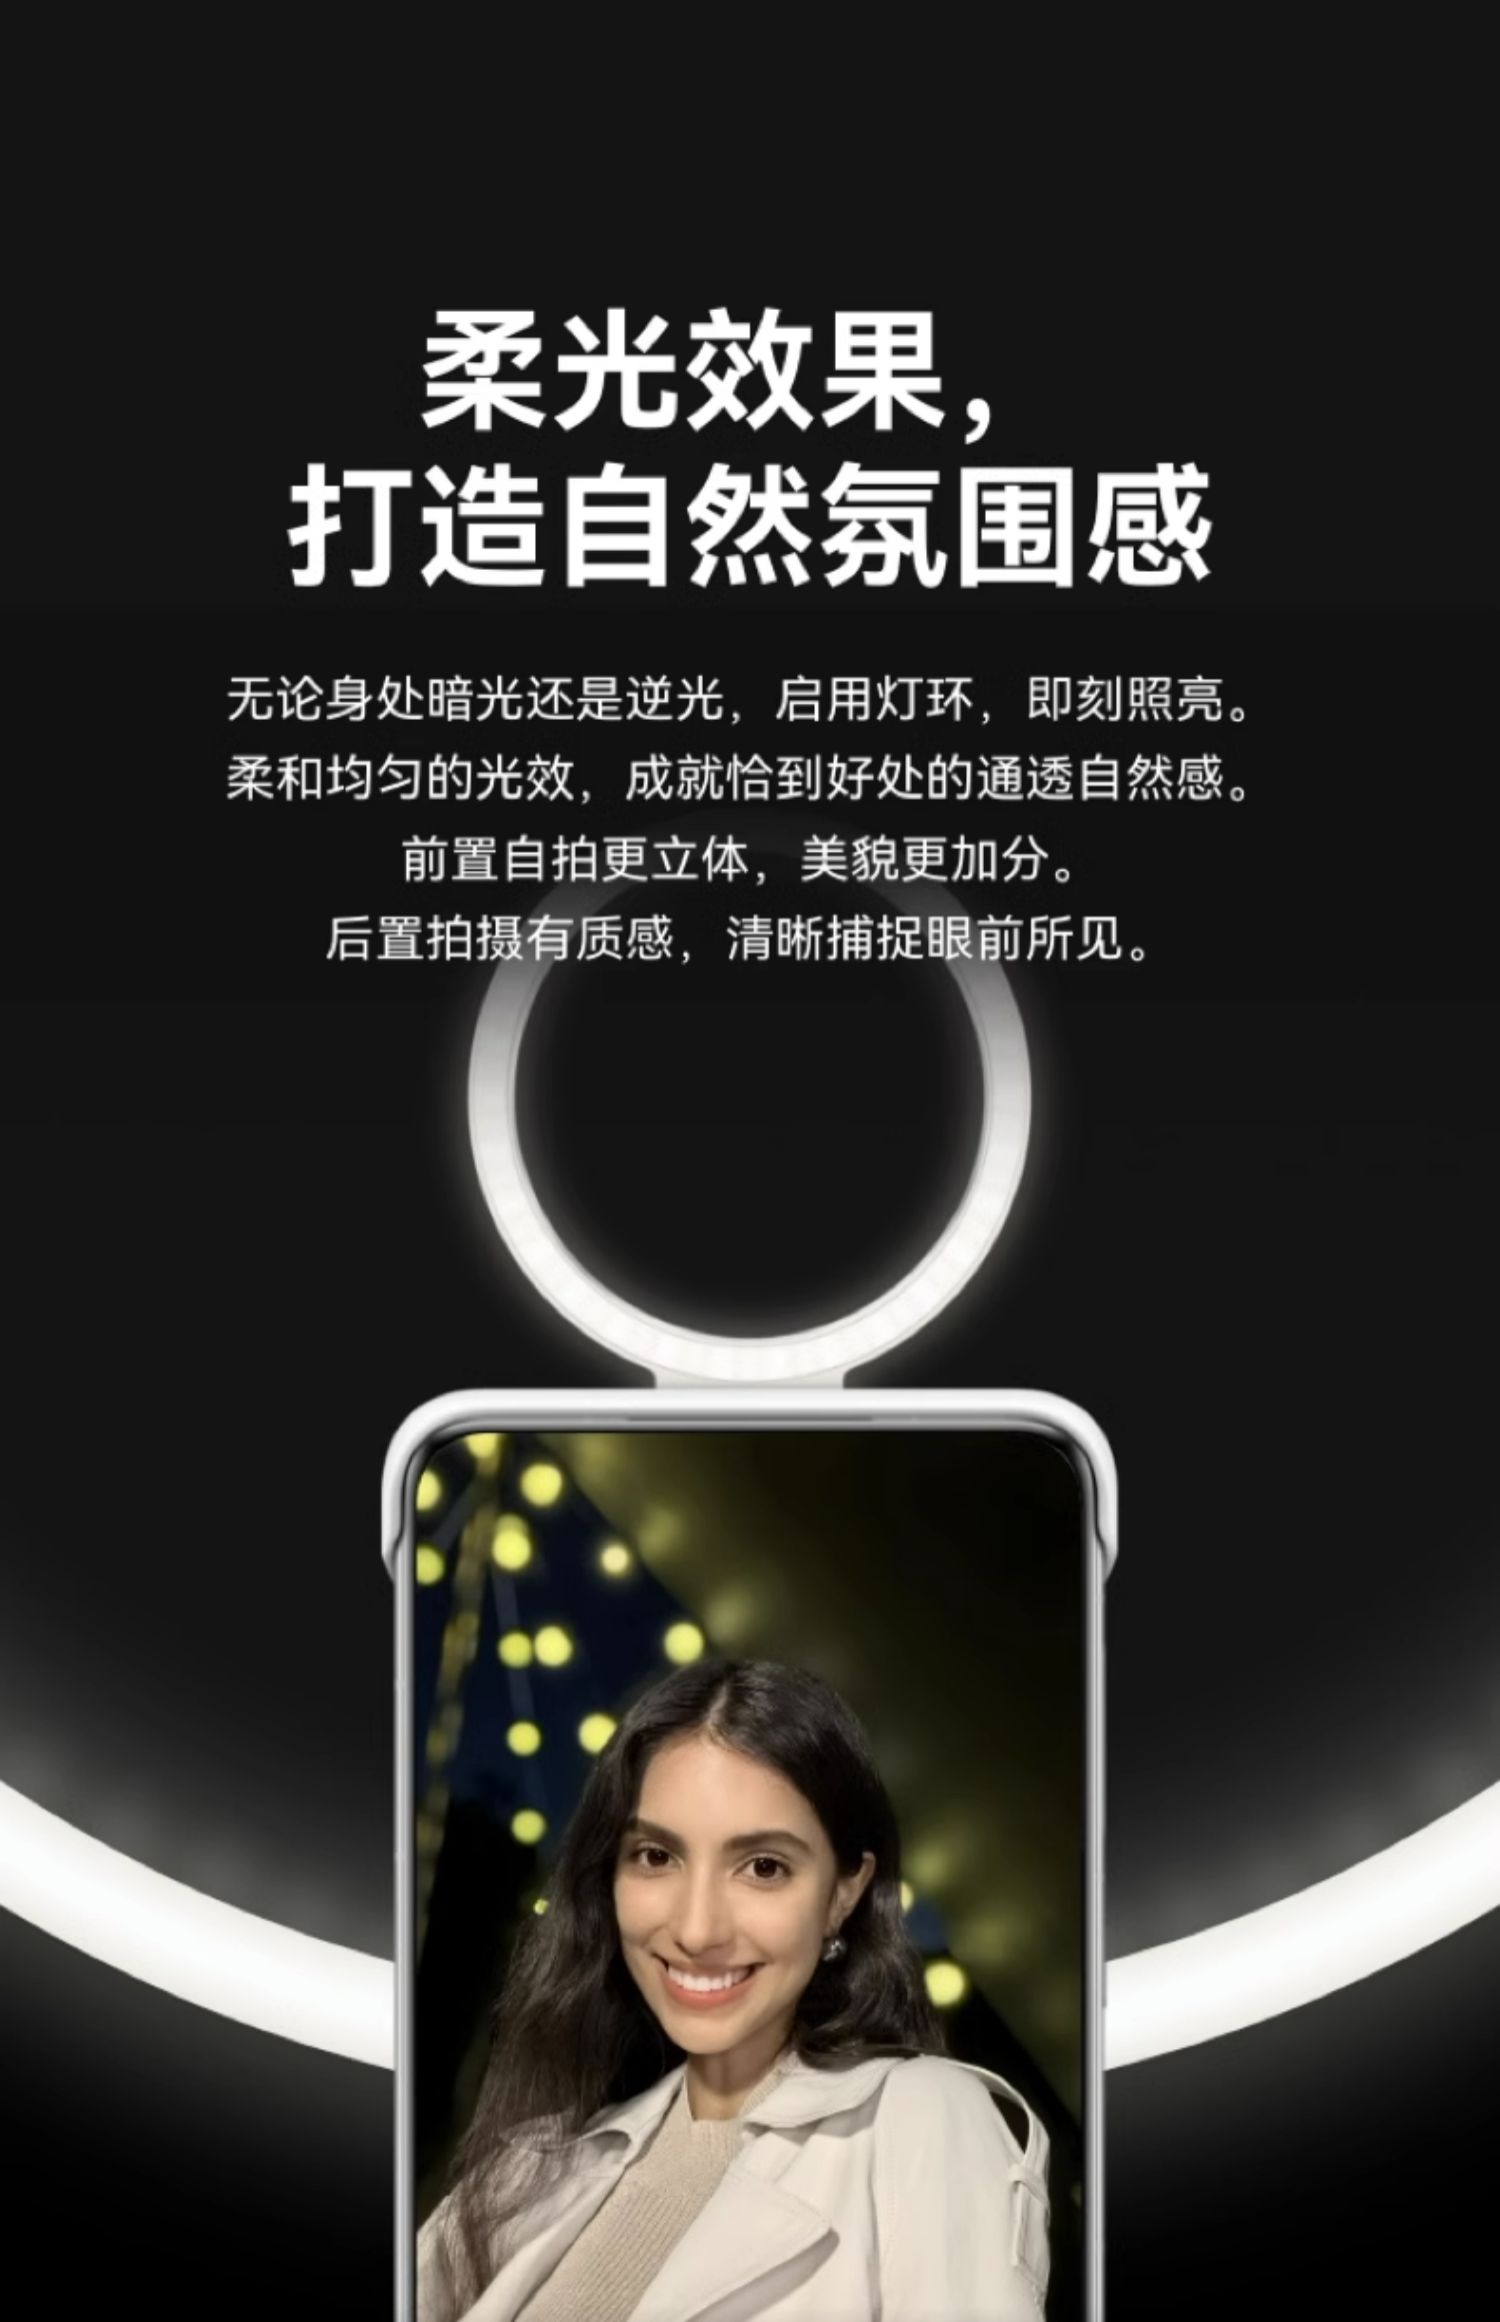 柔光效果，
打造自然氛围感
无论身处暗光还是逆光，启用灯环，即刻照亮。
柔和均匀的光效，成就恰到好处的通透自然感。
前置自拍更立体，美貌更加分。
后置拍摄有质感，清晰捕捉眼前所见。